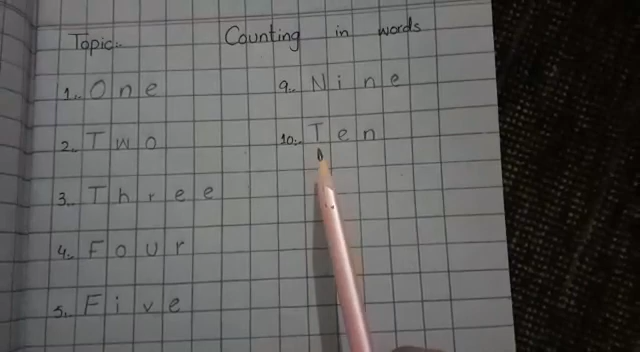 Topic:. Counting in words
1.. One
2.. Two
3.. Three
4.. Four
5.. Five
9.. Nine
10.. Ten